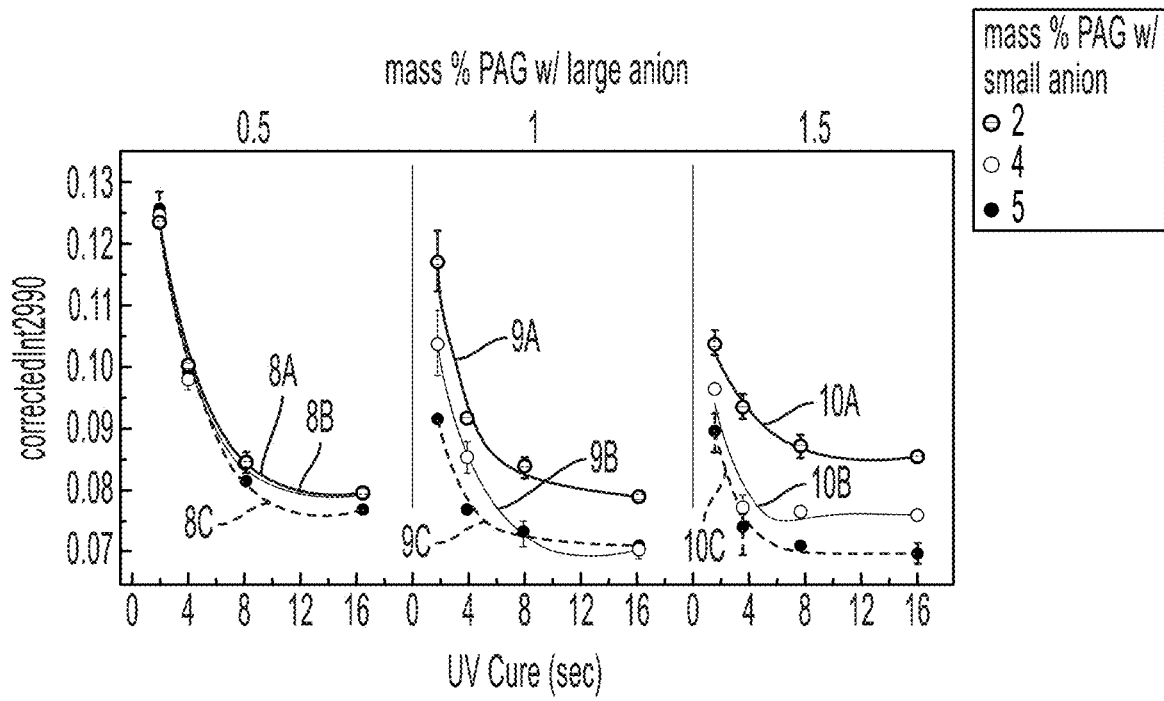 mass % PAG w/ large anion
0.5 1 1.5
mass % PAG w/
small anion
2
4
5
correctedInt2990
0.13
0.12
0.11
0.10
0.09
0.08
0.07
8A
8B
8C
9A
9B
9C
10A
10B
10C
0 4 8 12 16 0 4 8 12 16 0 4 8 12 16
UV Cure (sec)